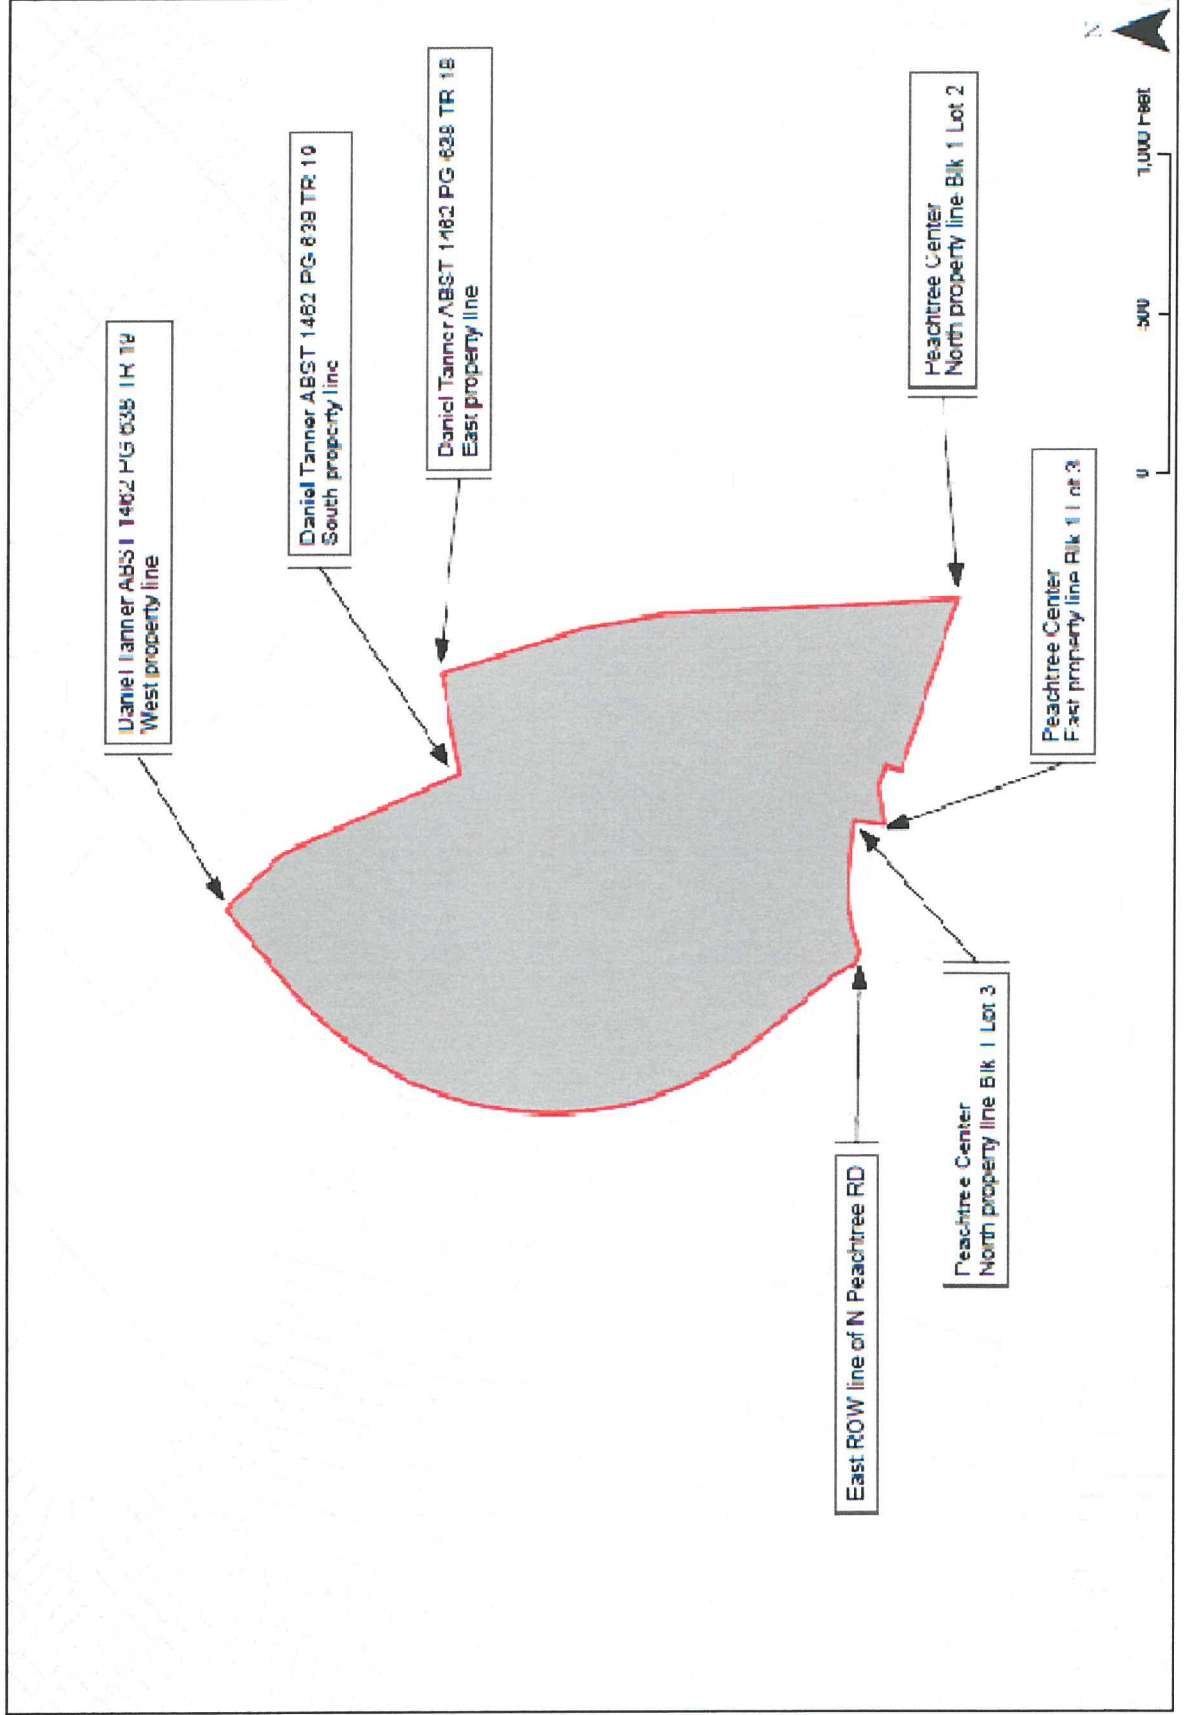 Daniel Tanner ABST 1462 PG 638 TR 19
West property line
Daniel Tanner ABST 1462 PG 638 TR 19
South property line
Daniel Tanner ABST 1462 PG 638 TR 18
East property line
East ROW line of N Peachtree RD
Peachtree Center
North property line Blk 1 Lot 3
Peachtree Center
East property line Blk 1 Lot 3
Peachtree Center
North property line Blk 1 Lot 2
0
500
1,000 Feet
N